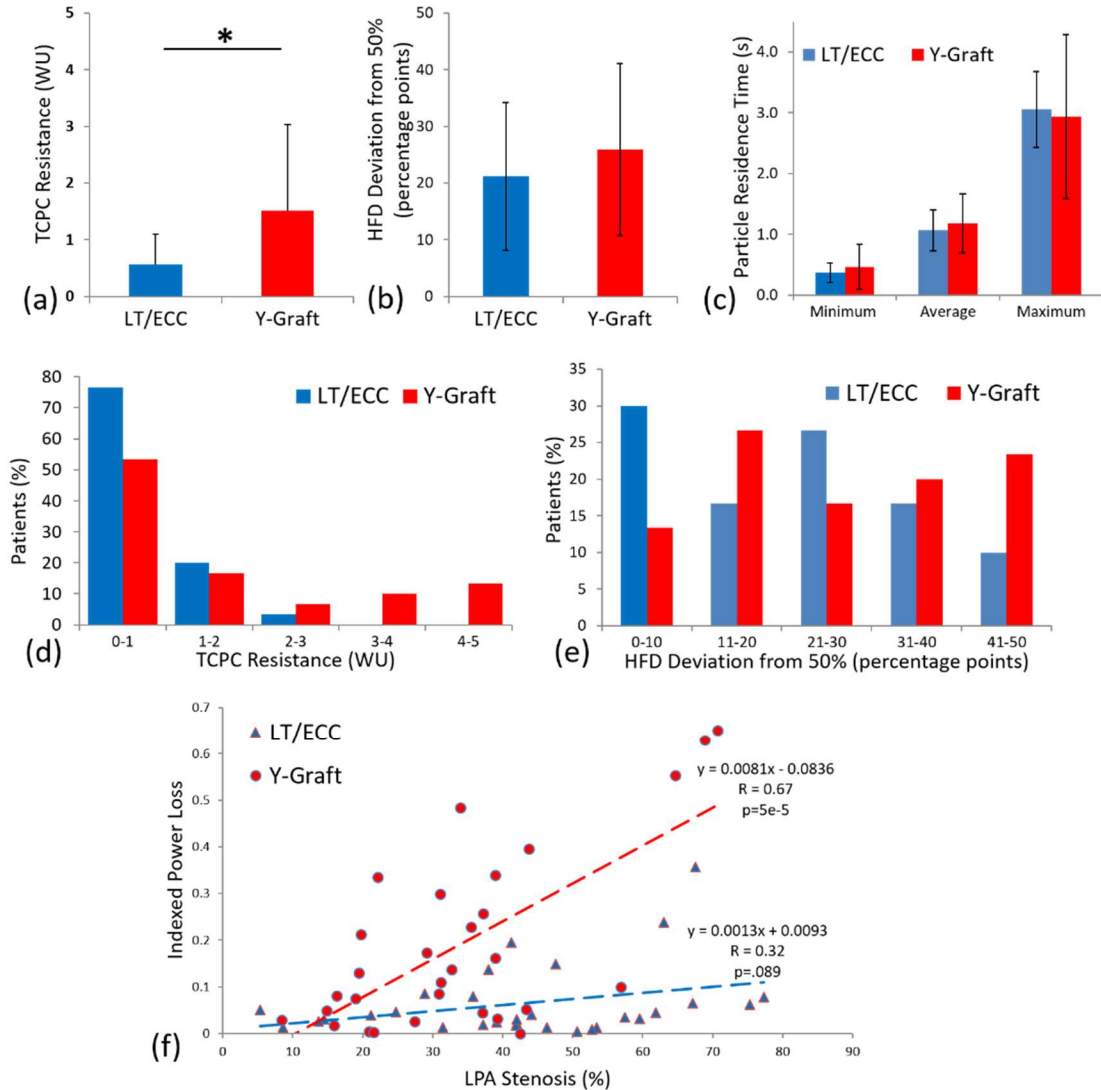 *
TCPC Resistance (WU)
5
4
3
2
1
0
LT/ECC
Y-Graft
(a)
HFD Deviation from 50%
(percentage points)
50
40
30
20
10
0
LT/ECC
Y-Graft
(b)
Particle Residence Time (s)
4.0
3.0
2.0
1.0
0.0
LT/ECC
Y-Graft
Minimum
Average
Maximum
(c)
Patients (%)
80
70
60
50
40
30
20
10
0
LT/ECC
Y-Graft
0-1
1-2
2-3
3-4
4-5
TCPC Resistance (WU)
(d)
Patients (%)
35
30
25
20
15
10
5
0
LT/ECC
Y-Graft
0-10
11-20
21-30
31-40
41-50
HFD Deviation from 50% (percentage points)
(e)
Indexed Power Loss
0.7
0.6
0.5
0.4
0.3
0.2
0.1
0
LT/ECC
Y-Graft
y = 0.0081x - 0.0836
R = 0.67
p=5e-5
y = 0.0013x + 0.0093
R = 0.32
p=.089
0
10
20
30
40
50
60
70
80
90
LPA Stenosis (%)
(f)